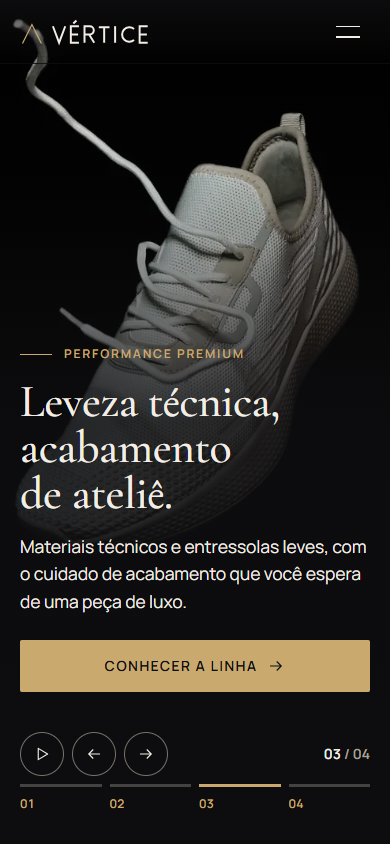 VÉRTICE
PERFORMANCE PREMIUM
Leveza técnica,
acabamento
de ateliê.
Materiais técnicos e entressolas leves, com
o cuidado de acabamento que você espera
de uma peça de luxo.
CONHECER A LINHA →
03 / 04
01 02 03 04